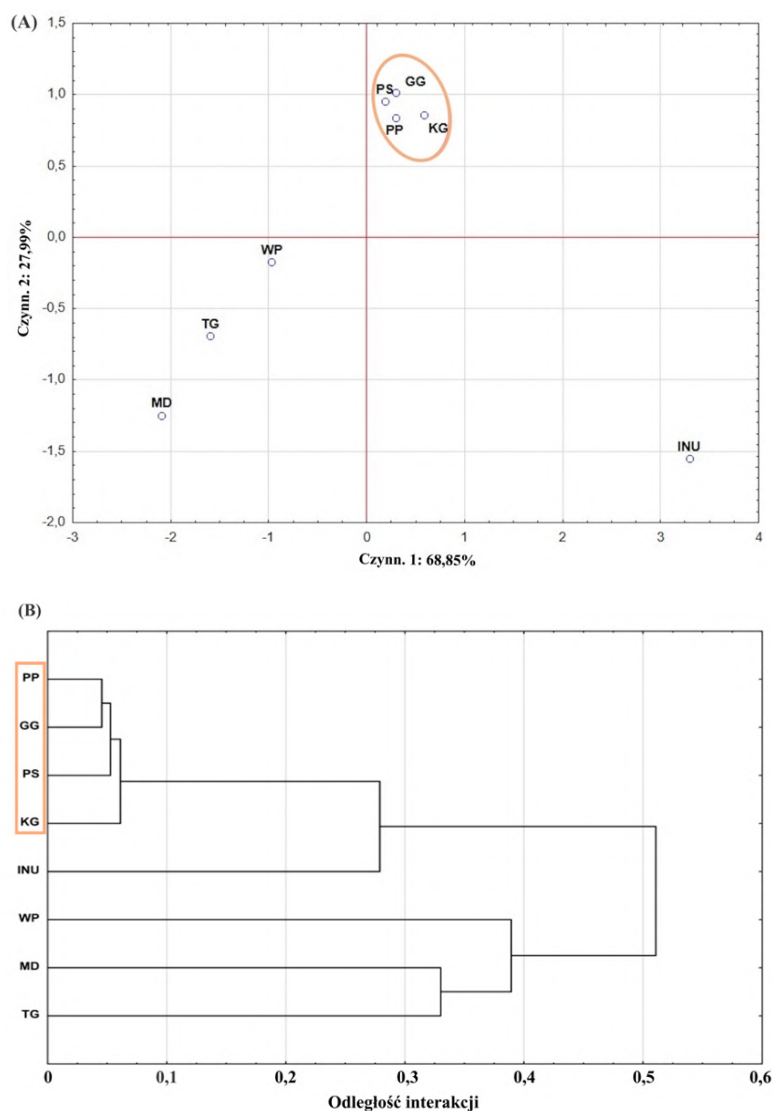 (A)
1,5
1,0
0,5
0,0
-0,5
-1,0
-1,5
-2,0
GG
PS
PP
KG
WP
TG
MD
INU
-3
-2
-1
0
1
2
3
4
Czynn. 2: 27,99%
Czynn. 1: 68,85%
(B)
PP
GG
PS
KG
INU
WP
MD
TG
0
0,1
0,2
0,3
0,4
0,5
0,6
Odległość interakcji